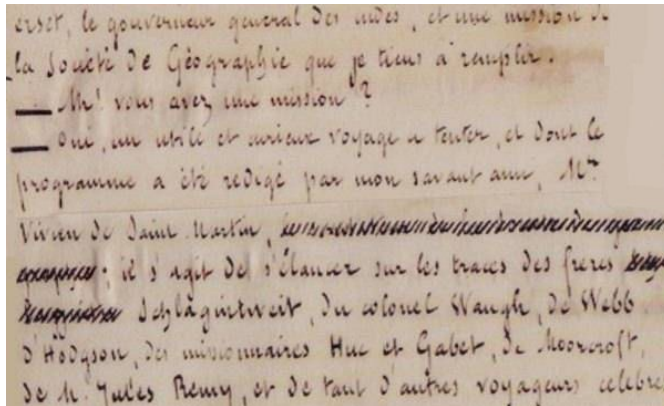 erset, le gouverneur général des indes, et une mission de
la Société de Géographie que je tiens à remplir.
— Ah! vous avez une mission?
— oui, un utile et curieux voyage à tenter, et dont le
programme a été rédigé par mon savant ami, Mr
Vivien de Saint Martin,
il s'agit de s'élancer sur les traces des frères
Schlagintweit, du colonel Waugh, de Webb
d'Hodgson, des missionnaires Huc et Gabet, de Moorcroft,
de M. Jules Remy, et de tant d'autres voyageurs célèbre